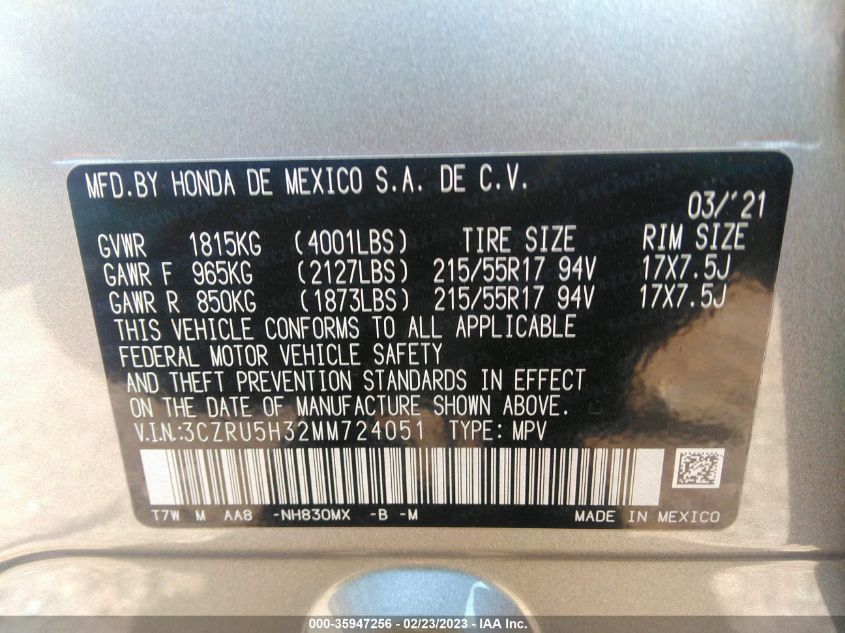 MFD. BY HONDA DE MEXICO S.A. DE C.V.
03/'21
GVWR 1815KG (4001LBS) TIRE SIZE RIM SIZE
GAWR F 965KG (2127LBS) 215/55R17 94V 17X7.5J
GAWR R 850KG (1873LBS) 215/55R17 94V 17X7.5J
THIS VEHICLE CONFORMS TO ALL APPLICABLE
FEDERAL MOTOR VEHICLE SAFETY
AND THEFT PREVENTION STANDARDS IN EFFECT
ON THE DATE OF MANUFACTURE SHOWN ABOVE.
V.I.N.:3CZRU5H32MM724051 TYPE: MPV
T7W M AA8 -NH830MX -B -M MADE IN MEXICO
000-35947256 - 02/23/2023 - IAA Inc.